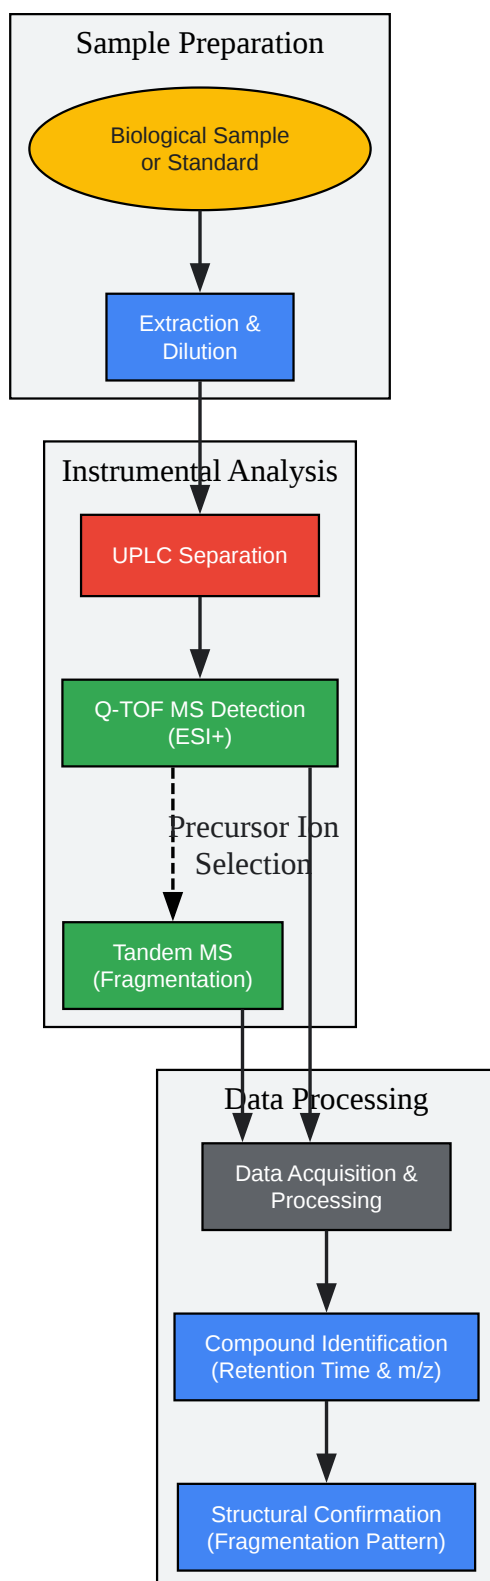 Sample Preparation
Biological Sample
or Standard
Extraction &
Dilution
Instrumental Analysis
UPLC Separation
Q-TOF MS Detection
(ESI+)
Precursor Ion
Selection
Tandem MS
(Fragmentation)
Data Processing
Data Acquisition &
Processing
Compound Identification
(Retention Time & m/z)
Structural Confirmation
(Fragmentation Pattern)